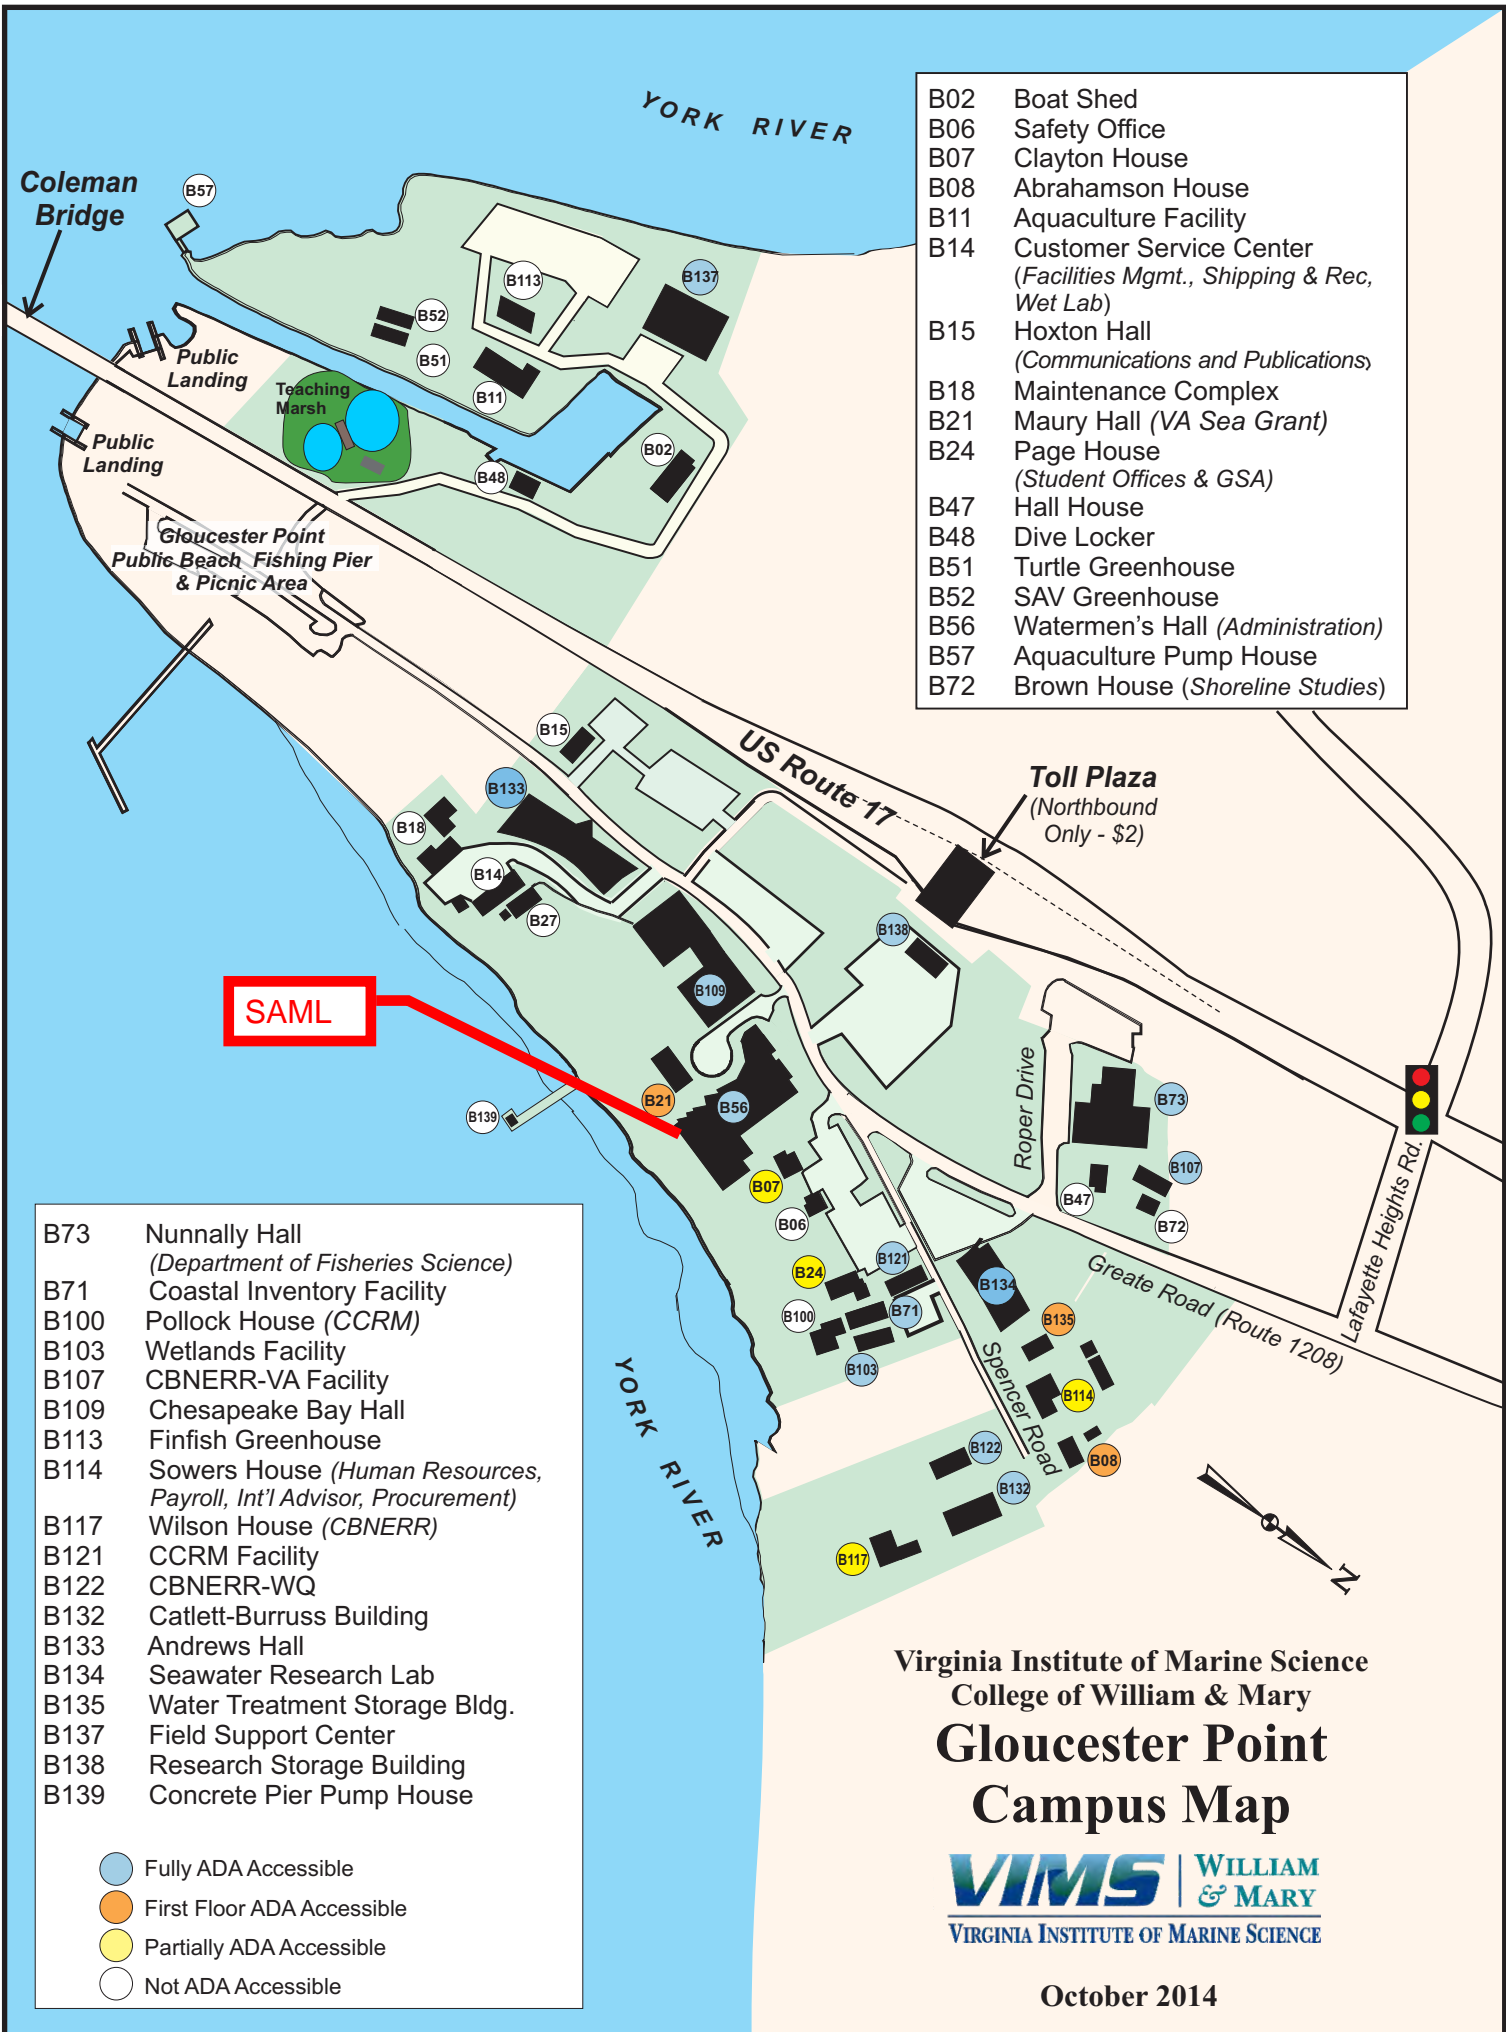 YORK RIVER
Coleman
Bridge
B57
B113
B137
B52
B51
B11
B02
B48
Public
Landing
Teaching
Marsh
Public
Landing
Gloucester Point
Public Beach Fishing Pier
& Picnic Area
B02 Boat Shed
B06 Safety Office
B07 Clayton House
B08 Abrahamson House
B11 Aquaculture Facility
B14 Customer Service Center
(Facilities Mgmt., Shipping & Rec,
Wet Lab)
B15 Hoxton Hall
(Communications and Publications)
B18 Maintenance Complex
B21 Maury Hall (VA Sea Grant)
B24 Page House
(Student Offices & GSA)
B47 Hall House
B48 Dive Locker
B51 Turtle Greenhouse
B52 SAV Greenhouse
B56 Watermen's Hall (Administration)
B57 Aquaculture Pump House
B72 Brown House (Shoreline Studies)
B15
US Route 17
Toll Plaza
(Northbound
Only - $2)
B133
B18
B14
B27
B138
B109
SAML
B21
B56
B139
Roper Drive
B73
B107
B47
B72
B07
B06
B24
B121
B134
B100
B71
B103
B135
B114
B08
B122
B132
B117
Greate Road (Route 1208)
Lafayette Heights Rd.
Spencer Road
YORK RIVER
N
B73 Nunnally Hall
(Department of Fisheries Science)
B71 Coastal Inventory Facility
B100 Pollock House (CCRM)
B103 Wetlands Facility
B107 CBNERR-VA Facility
B109 Chesapeake Bay Hall
B113 Finfish Greenhouse
B114 Sowers House (Human Resources,
Payroll, Int'l Advisor, Procurement)
B117 Wilson House (CBNERR)
B121 CCRM Facility
B122 CBNERR-WQ
B132 Catlett-Burruss Building
B133 Andrews Hall
B134 Seawater Research Lab
B135 Water Treatment Storage Bldg.
B137 Field Support Center
B138 Research Storage Building
B139 Concrete Pier Pump House
Fully ADA Accessible
First Floor ADA Accessible
Partially ADA Accessible
Not ADA Accessible
Virginia Institute of Marine Science
College of William & Mary
Gloucester Point
Campus Map
VIMS WILLIAM
& MARY
VIRGINIA INSTITUTE OF MARINE SCIENCE
October 2014